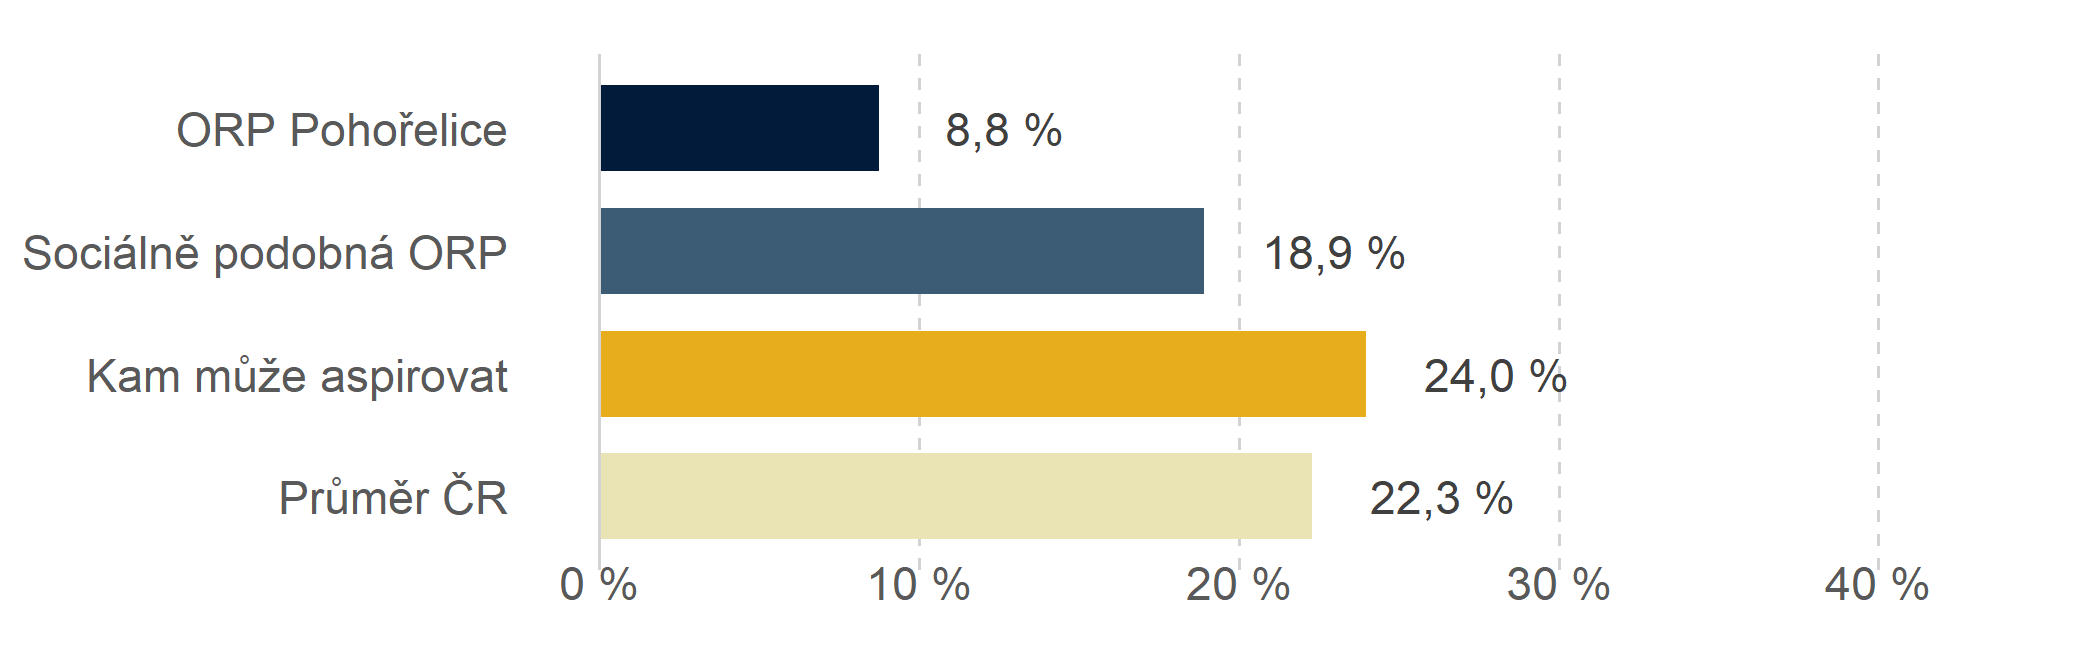 ORP Pohořelice 8,8 %
Sociálně podobná ORP 18,9 %
Kam může aspirovat 24,0 %
Průměr ČR 22,3 %
0 % 10 % 20 % 30 % 40 %